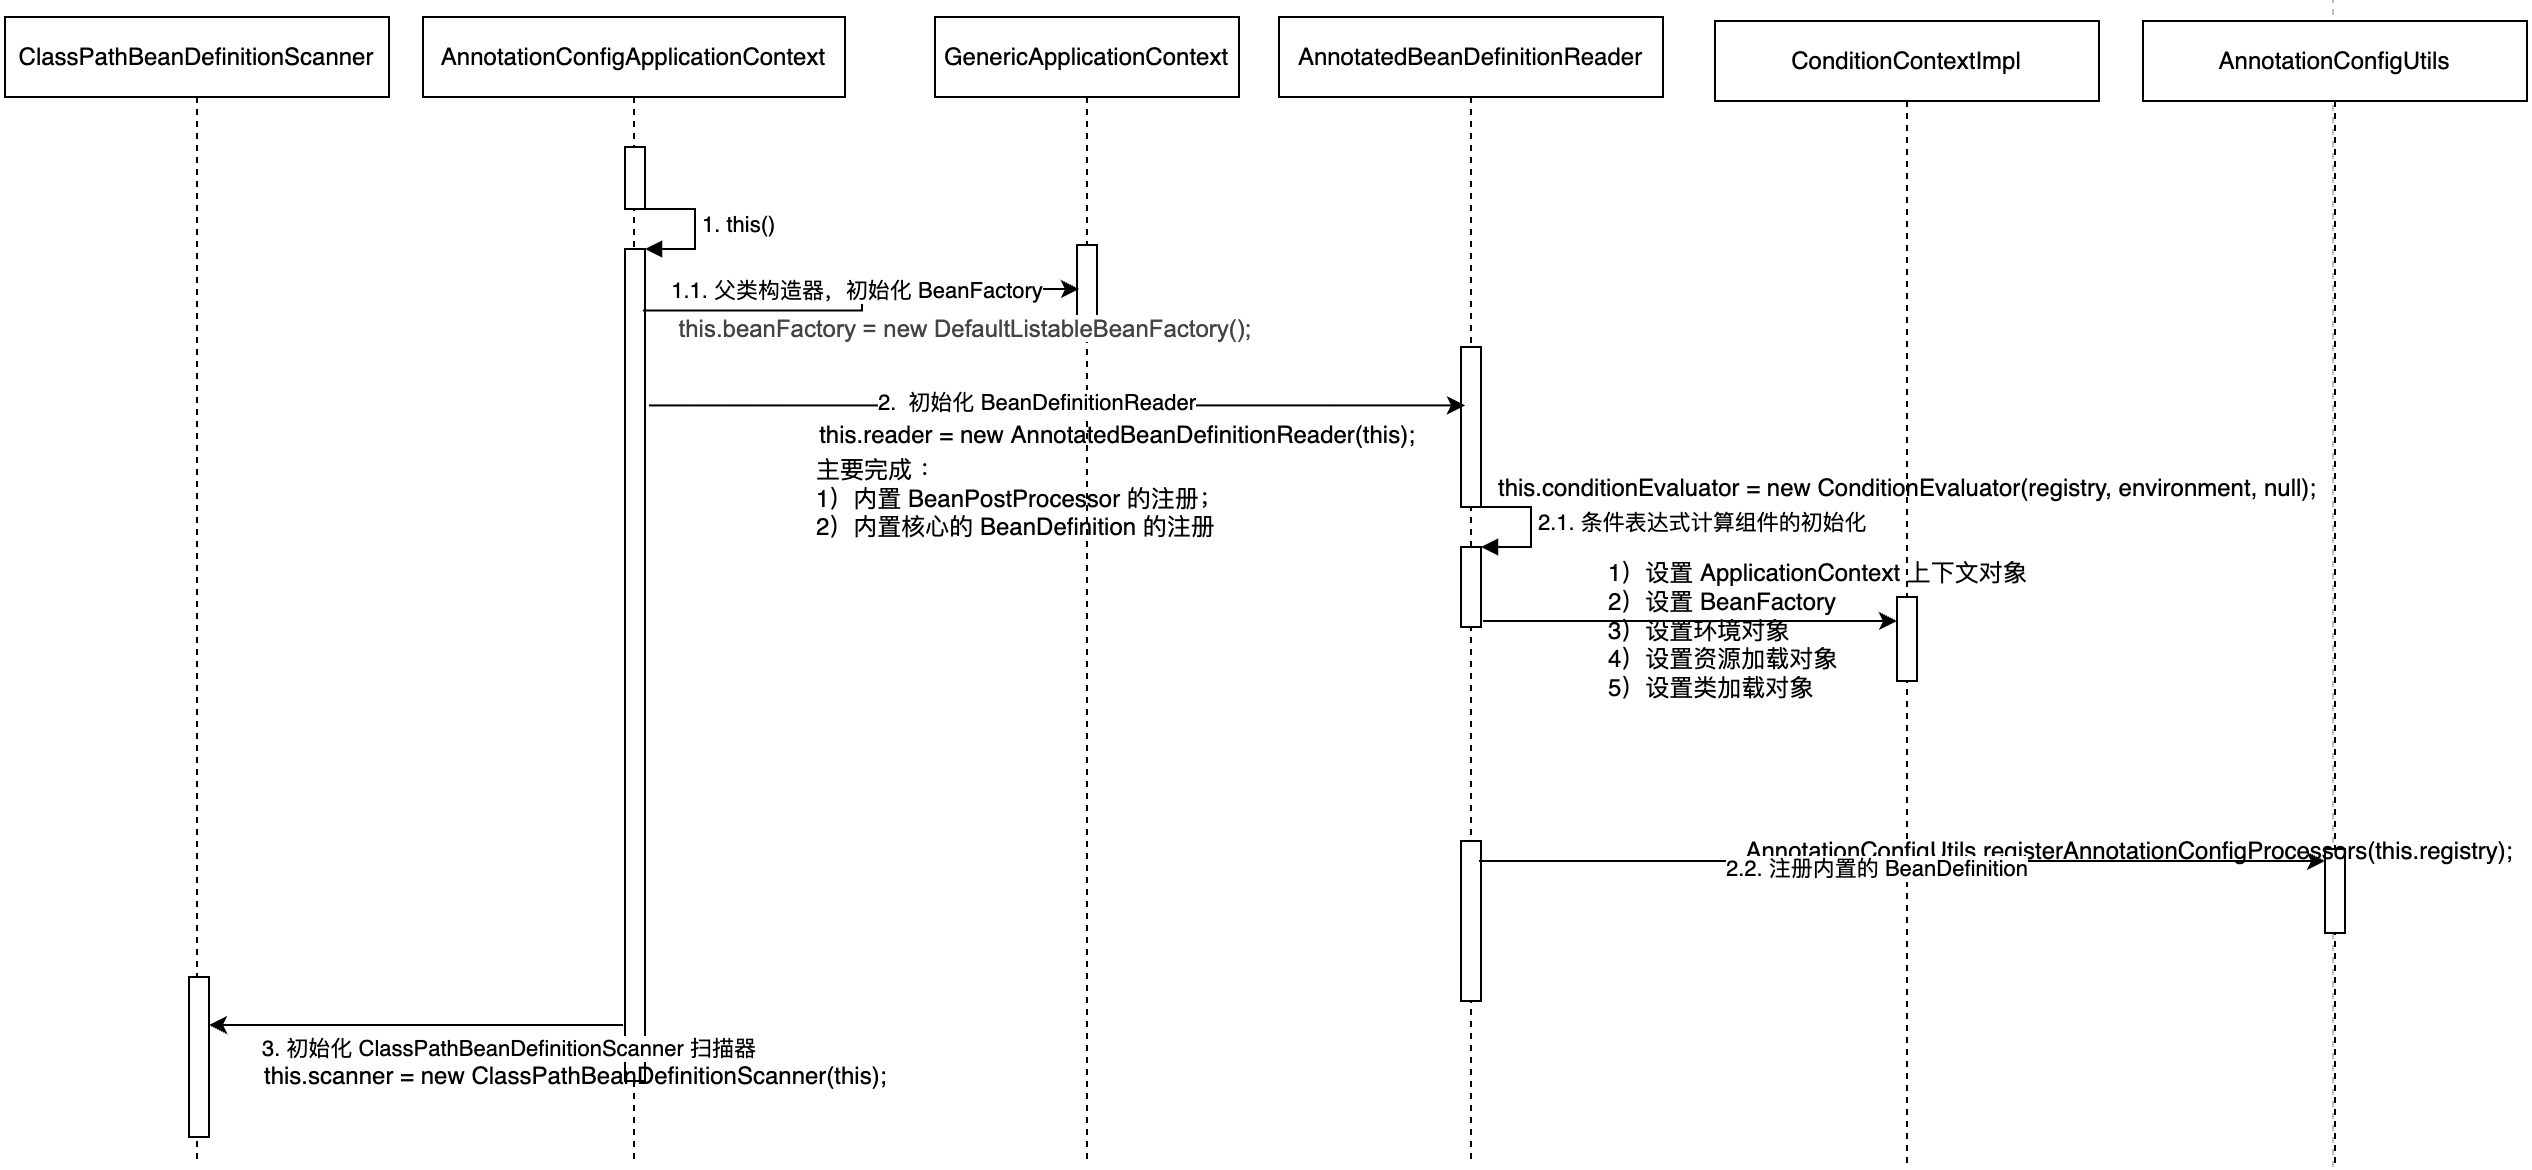 ClassPathBeanDefinitionScanner
AnnotationConfigApplicationContext
GenericApplicationContext
AnnotatedBeanDefinitionReader
ConditionContextImpl
AnnotationConfigUtils
1. this()
1.1. 父类构造器，初始化 BeanFactory
this.beanFactory = new DefaultListableBeanFactory();
2. 初始化 BeanDefinitionReader
this.reader = new AnnotatedBeanDefinitionReader(this);
主要完成：
1）内置 BeanPostProcessor 的注册；
2）内置核心的 BeanDefinition 的注册
this.conditionEvaluator = new ConditionEvaluator(registry, environment, null);
2.1. 条件表达式计算组件的初始化
1）设置 ApplicationContext 上下文对象
2）设置 BeanFactory
3）设置环境对象
4）设置资源加载对象
5）设置类加载对象
AnnotationConfigUtils.registerAnnotationConfigProcessors(this.registry);
2.2. 注册内置的 BeanDefinition
3. 初始化 ClassPathBeanDefinitionScanner 扫描器
this.scanner = new ClassPathBeanDefinitionScanner(this);